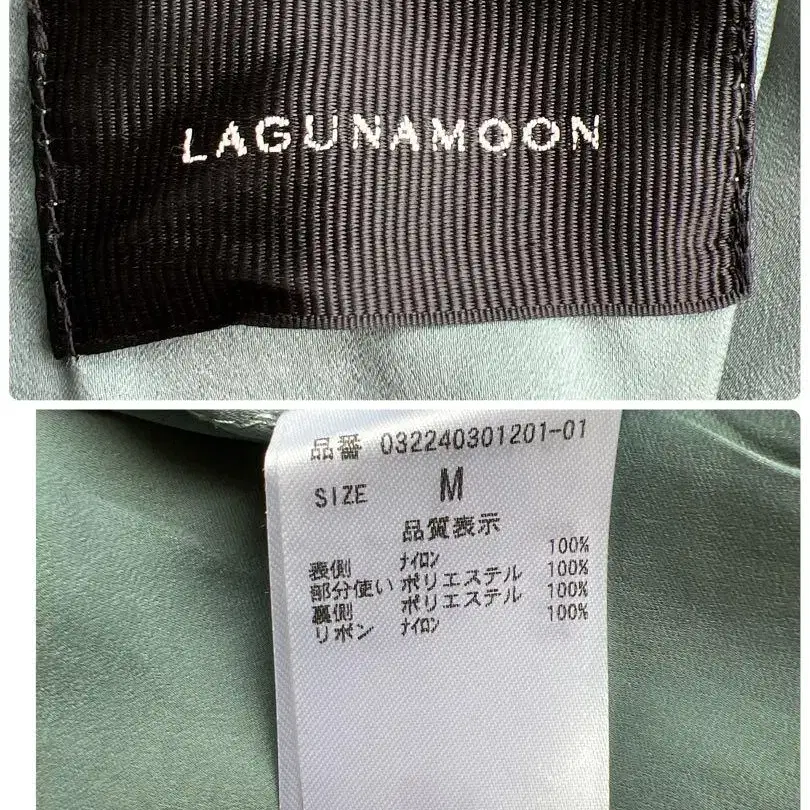 LAGUNAMOON
品番 032240301201-01
SIZE M
品質表示
表側 ナイロン 100%
部分使い ポリエステル 100%
裏側 ポリエステル 100%
リボン ナイロン 100%